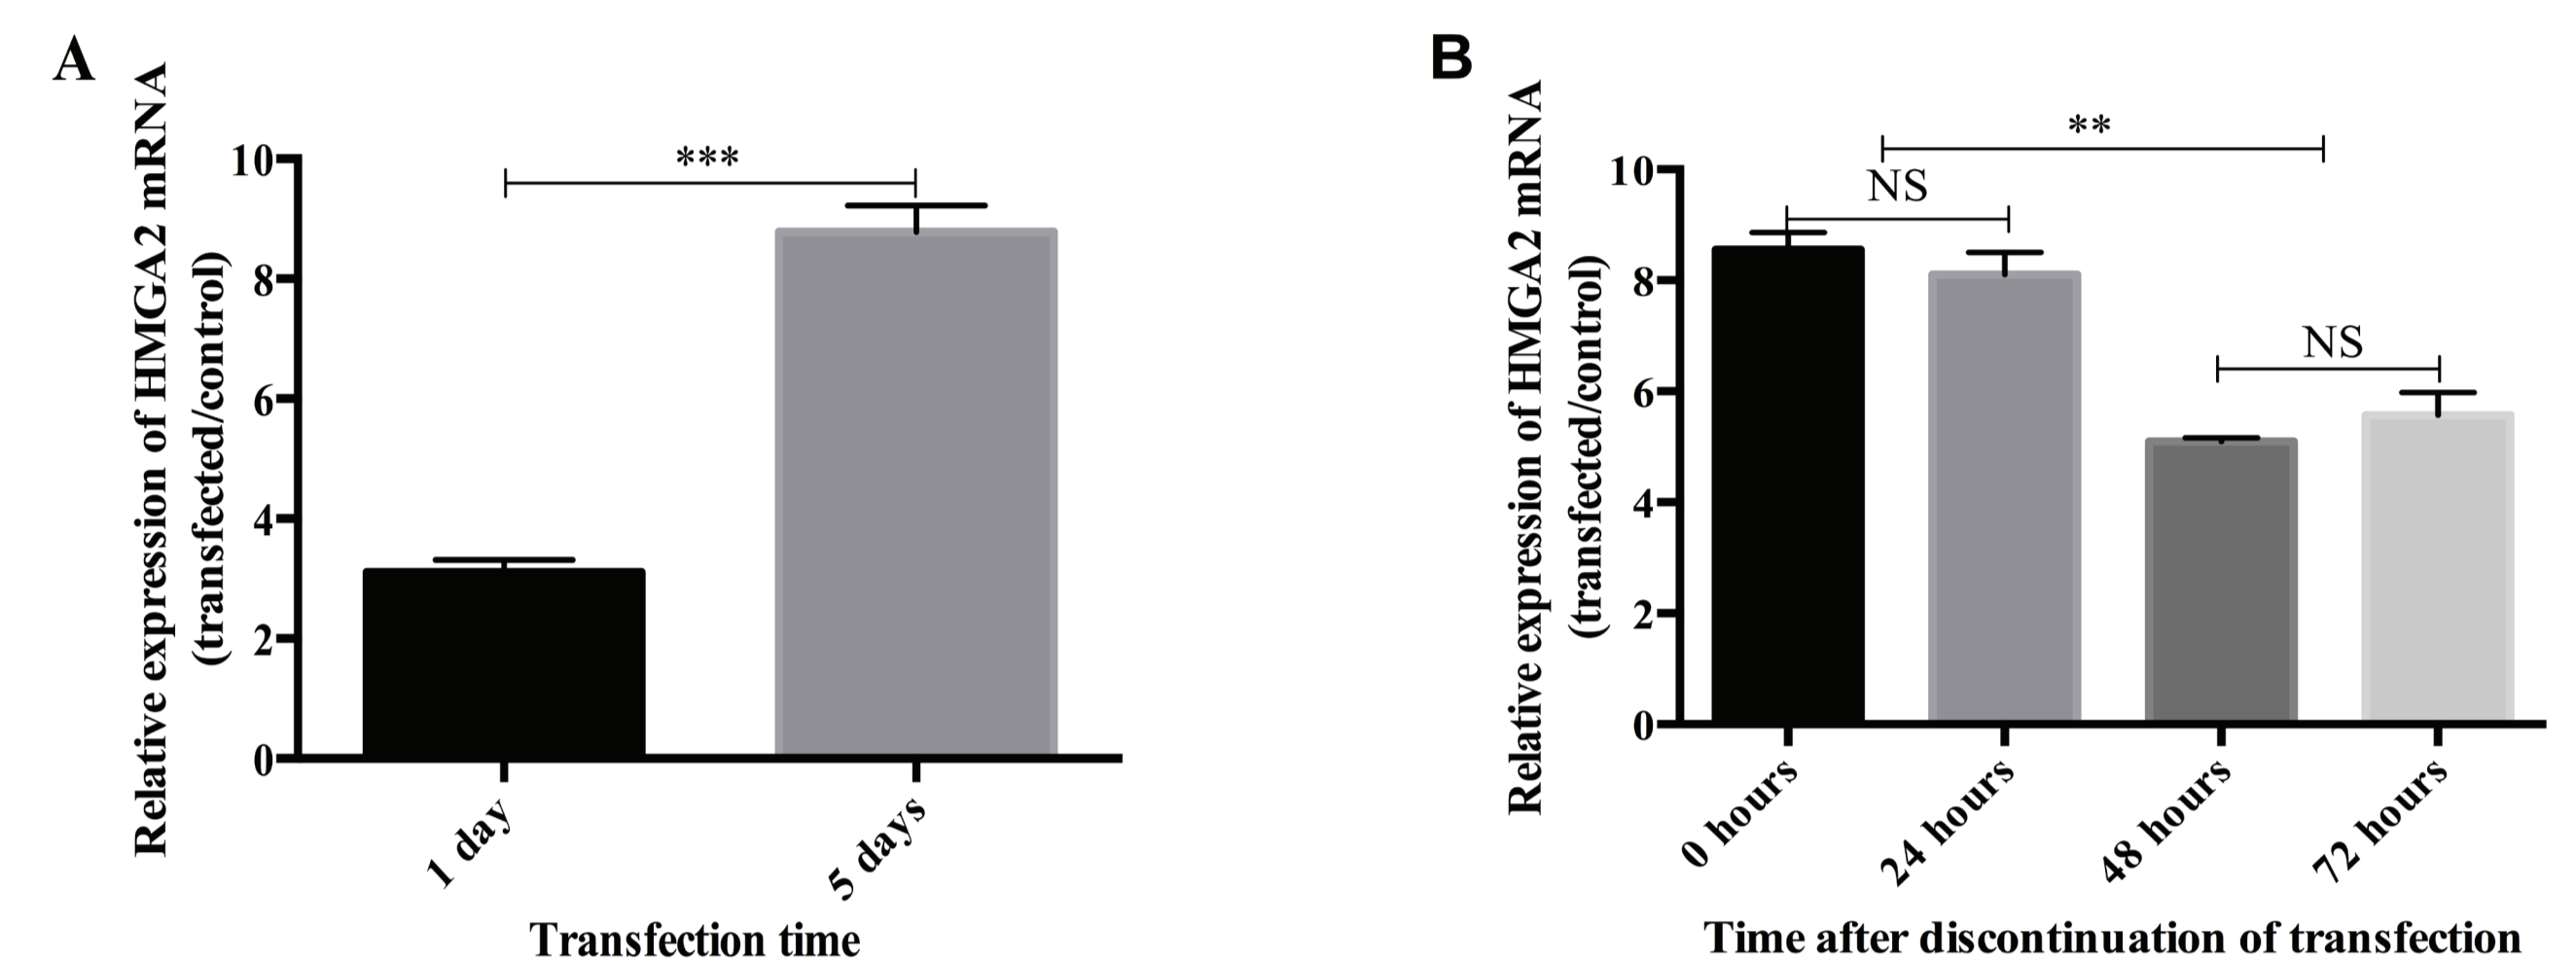 A
Relative expression of HMGA2 mRNA
(transfected/control)
10
8
6
4
2
0
***
1 day
5 days
Transfection time
B
Relative expression of HMGA2 mRNA
(transfected/control)
10
8
6
4
2
0
**
NS
NS
0 hours
24 hours
48 hours
72 hours
Time after discontinuation of transfection